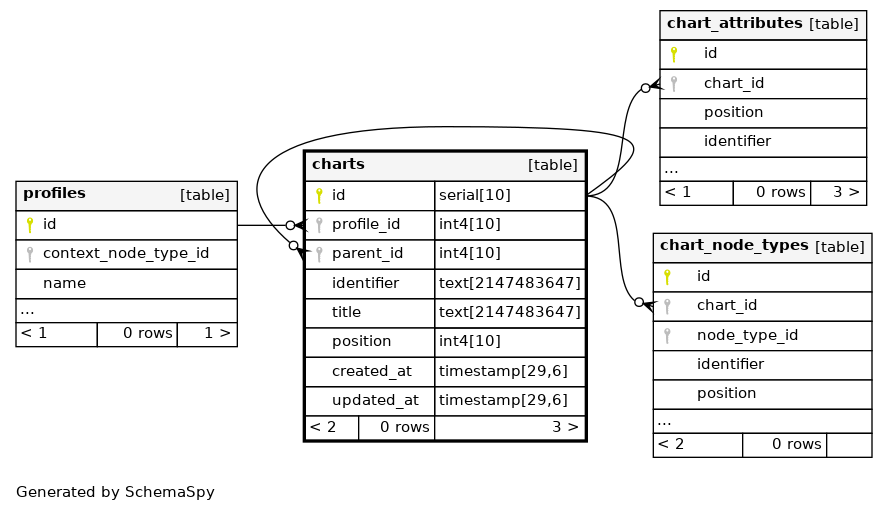 chart_attributes [table]
id
chart_id
position
identifier
...
< 1 0 rows 3 >
charts [table]
id serial[10]
profile_id int4[10]
parent_id int4[10]
identifier text[2147483647]
title text[2147483647]
position int4[10]
created_at timestamp[29,6]
updated_at timestamp[29,6]
< 2 0 rows 3 >
profiles [table]
id
context_node_type_id
name
...
< 1 0 rows 1 >
chart_node_types [table]
id
chart_id
node_type_id
identifier
position
...
< 2 0 rows
Generated by SchemaSpy